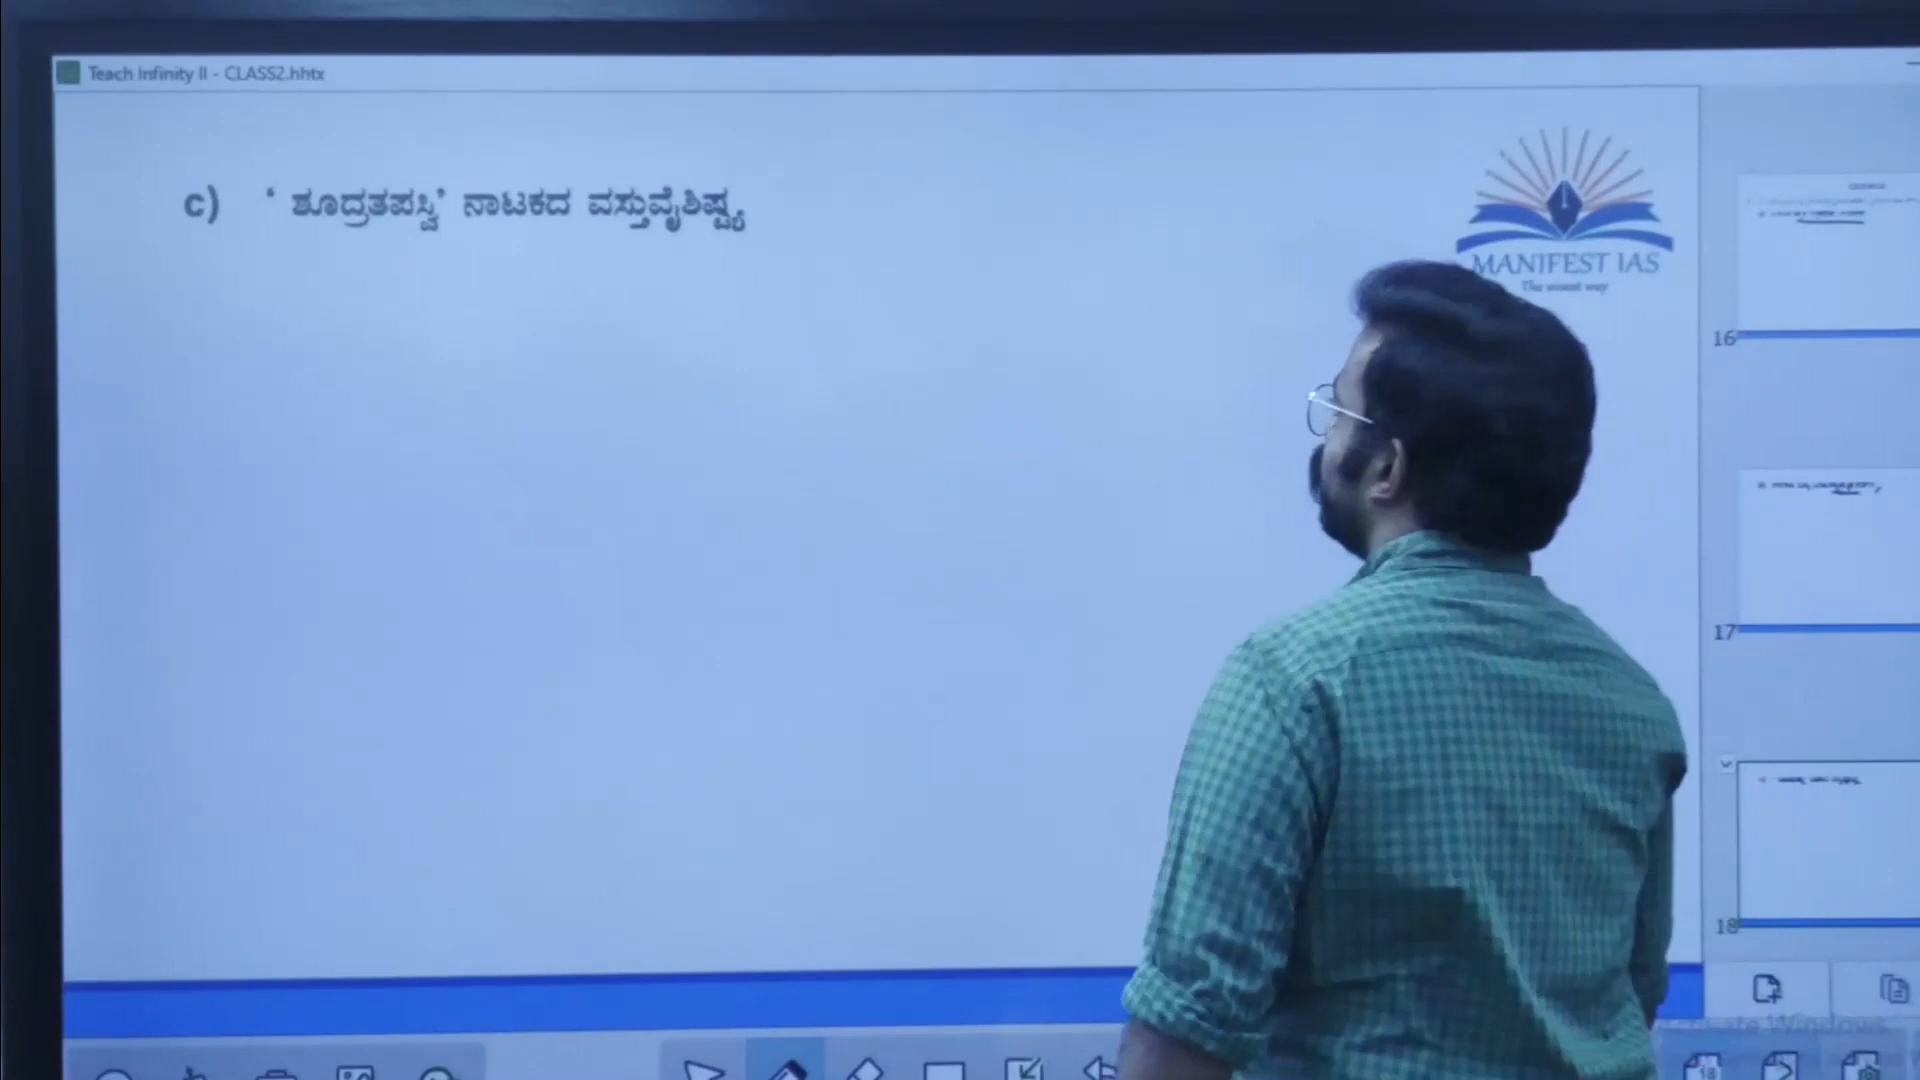 Teach Infinity II - CLASS2.hhtx
c) ‘ ಶೂದ್ರತಪಸ್ವಿ’ ನಾಟಕದ ವಸ್ತುವೈಶಿಷ್ಟ್ಯ
MANIFEST IAS
16
17
18